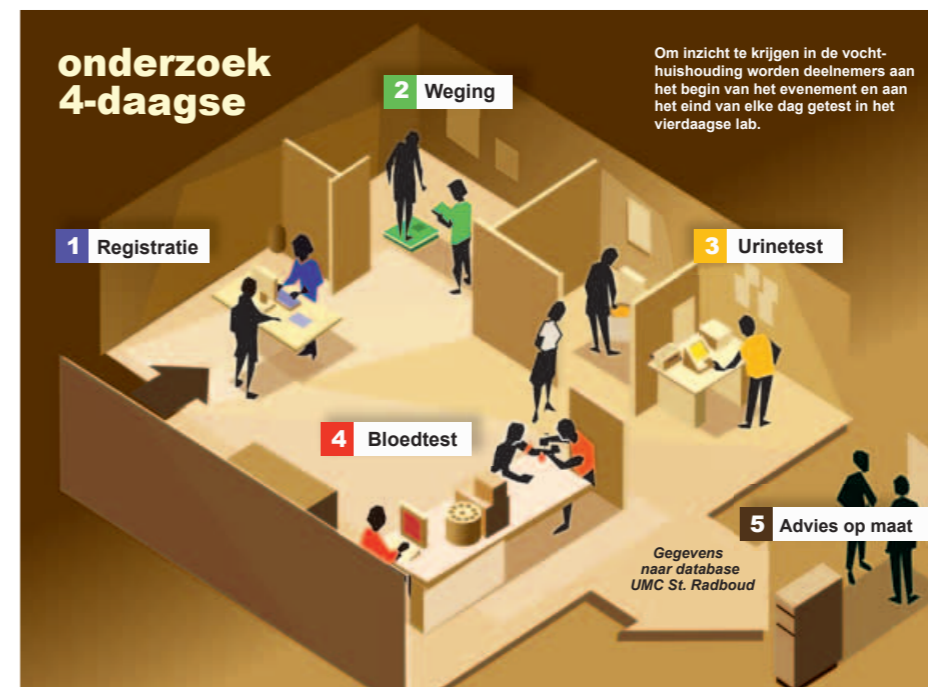 onderzoek
4-daagse
Om inzicht te krijgen in de vocht-
huishouding worden deelnemers aan
het begin van het evenement en aan
het eind van elke dag getest in het
vierdaagse lab.
2 Weging
1 Registratie
3 Urinetest
4 Bloedtest
5 Advies op maat
Gegevens
naar database
UMC St. Radboud